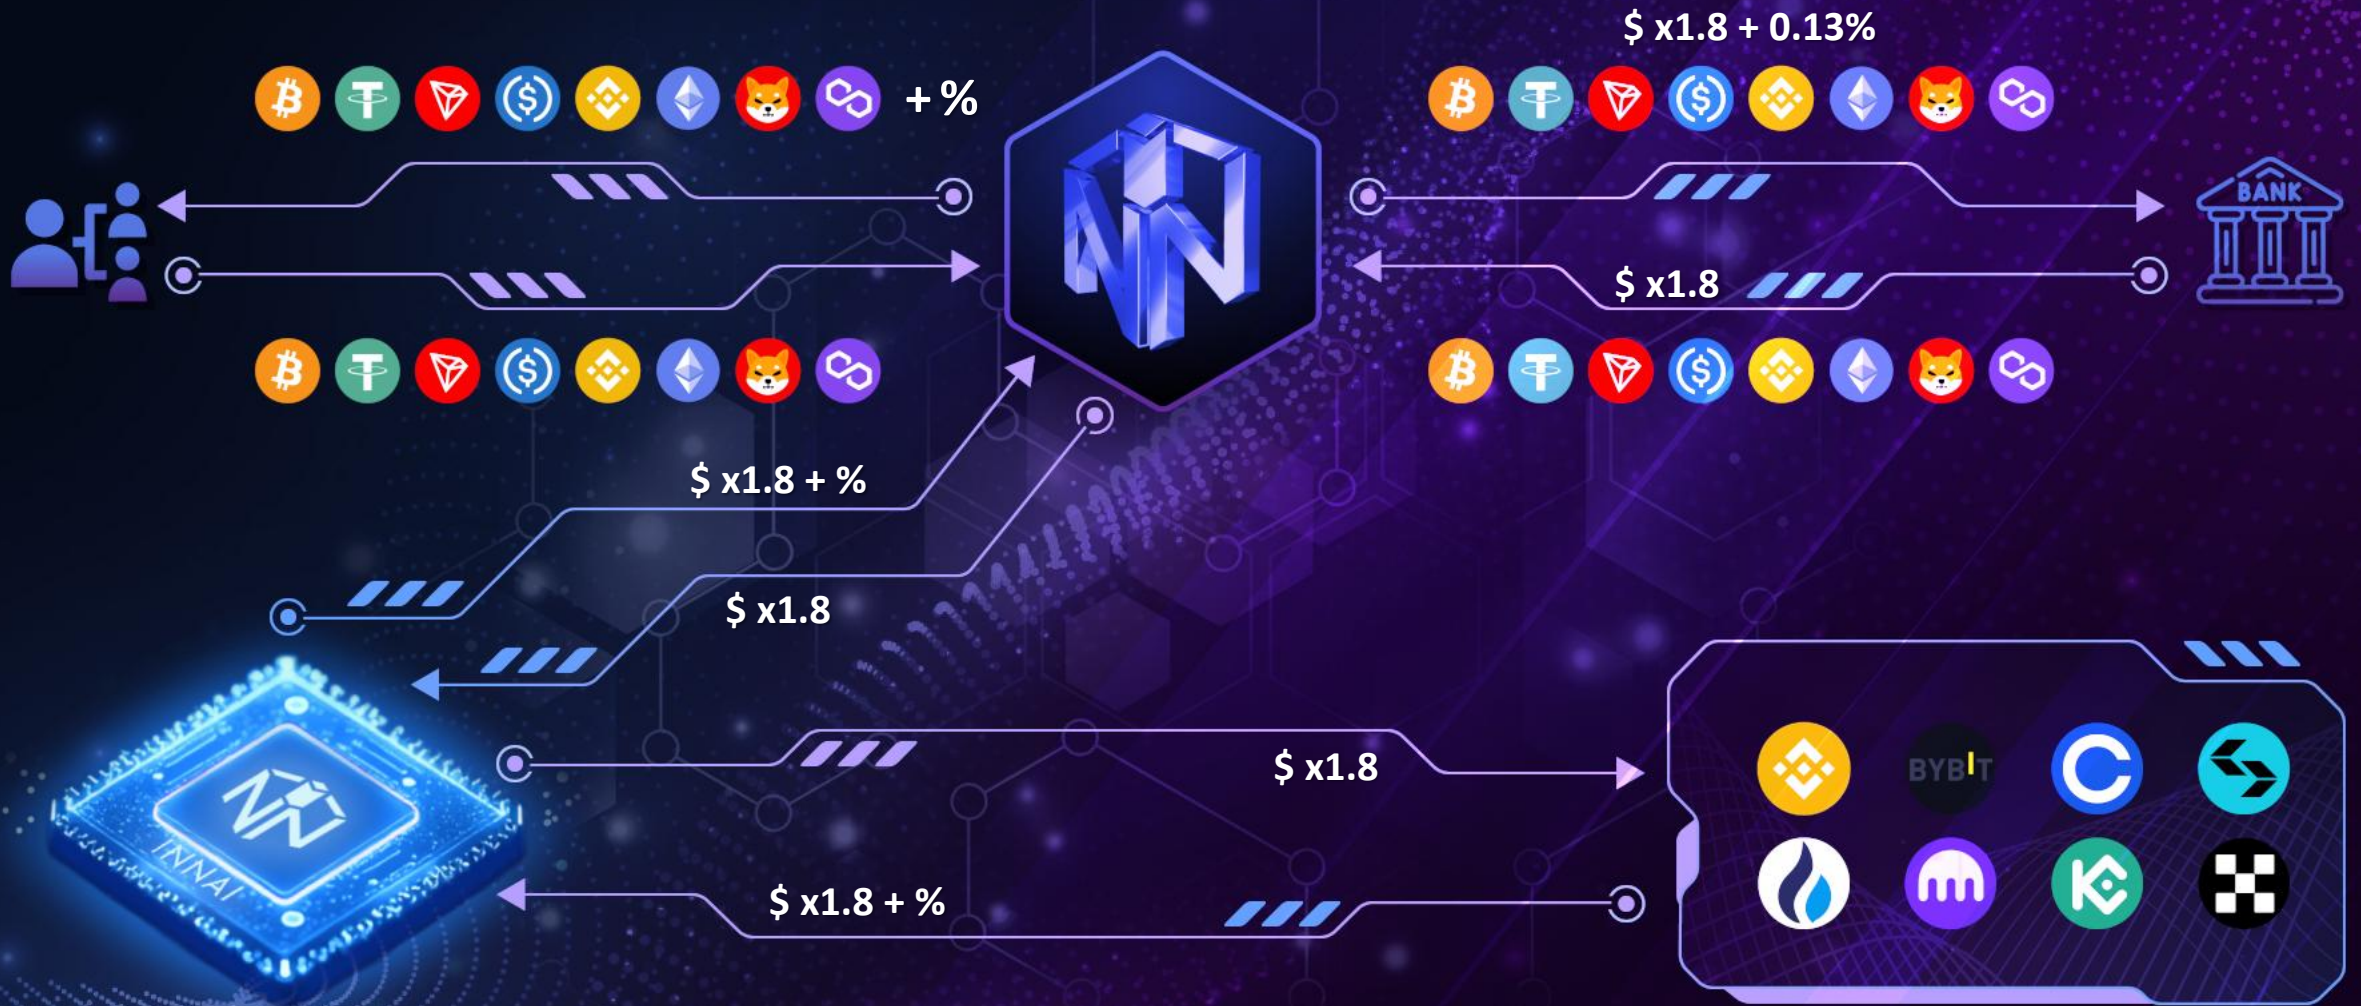 $ x1.8 + 0.13%
+ %
BANK
$ x1.8
$ x1.8 + %
$ x1.8
$ x1.8
BYBIT
INNAI
$ x1.8 + %